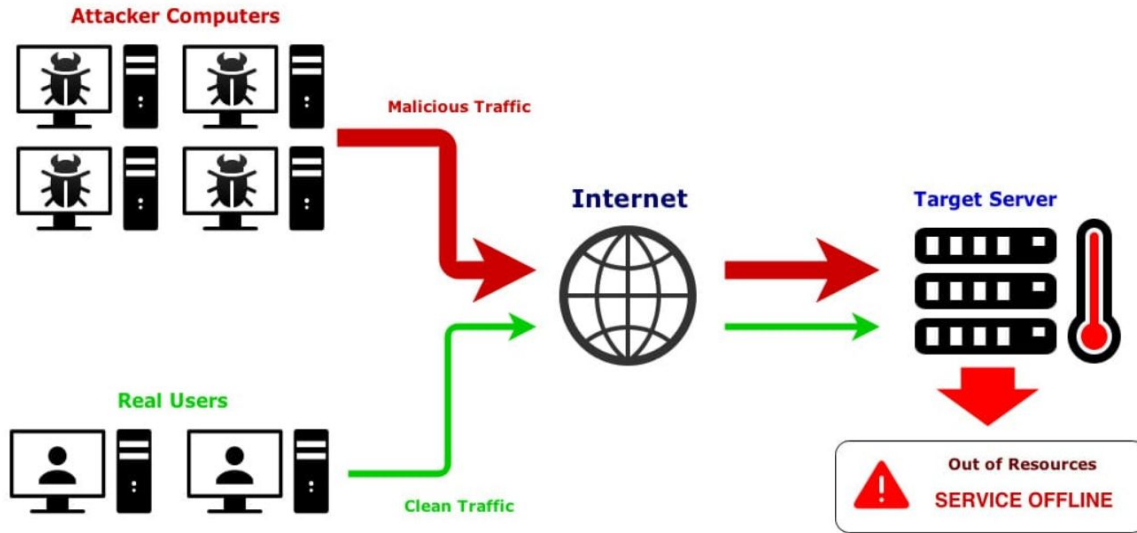 Attacker Computers
Malicious Traffic
Internet
Target Server
Real Users
Clean Traffic
Out of Resources
SERVICE OFFLINE